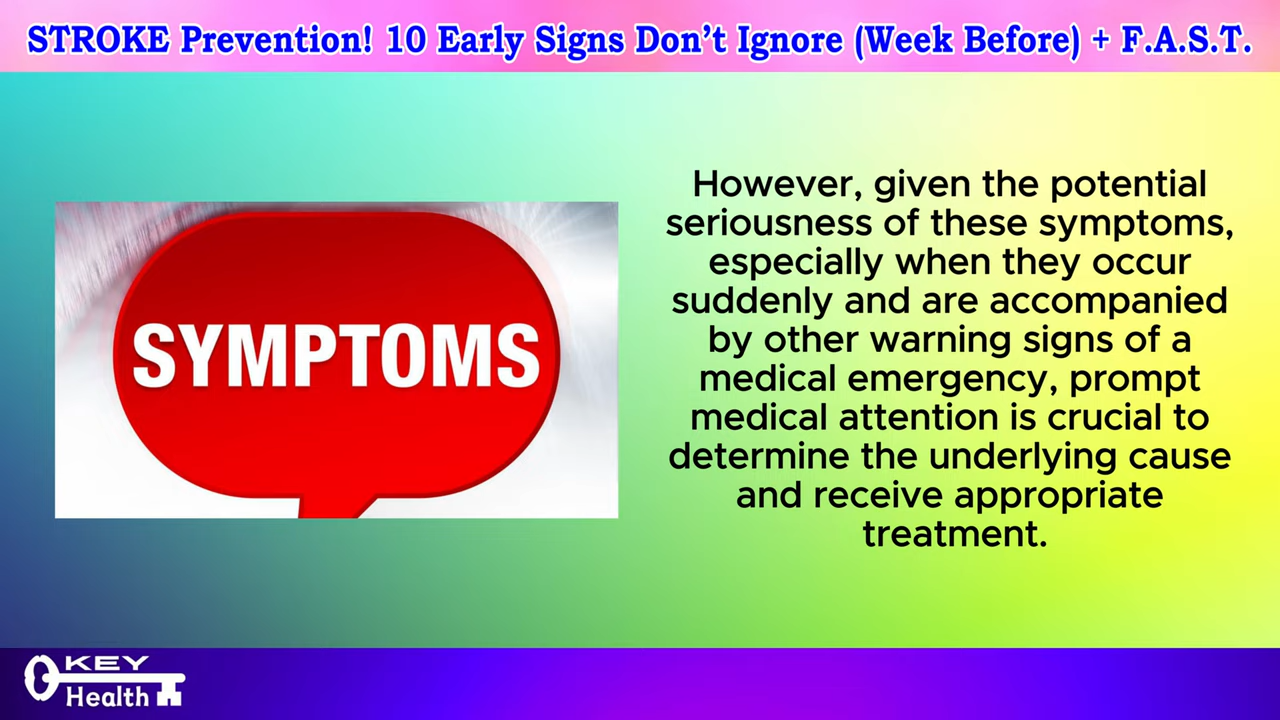 STROKE Prevention! 10 Early Signs Don’t Ignore (Week Before) + F.A.S.T.
SYMPTOMS
However, given the potential
seriousness of these symptoms,
especially when they occur
suddenly and are accompanied
by other warning signs of a
medical emergency, prompt
medical attention is crucial to
determine the underlying cause
and receive appropriate
treatment.
KEY
Health